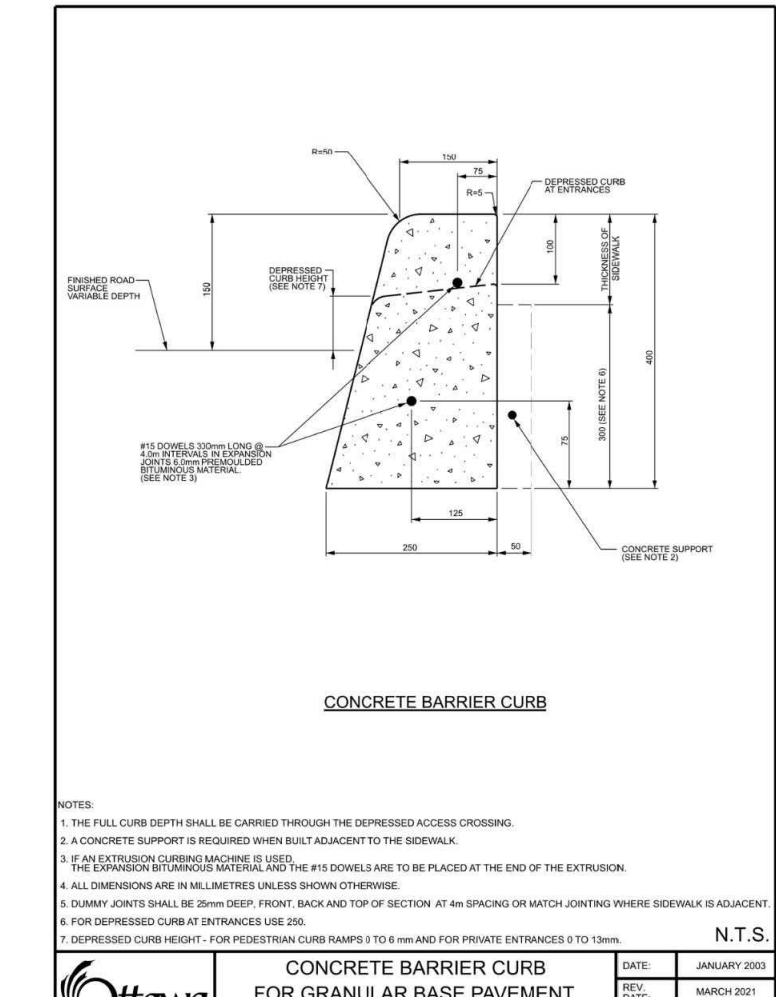 R=50
150
75
R=5
DEPRESSED CURB
AT ENTRANCES
100
THICKNESS OF
SIDEWALK
DEPRESSED
CURB HEIGHT
(SEE NOTE 7)
FINISHED ROAD
SURFACE
VARIABLE DEPTH
150
400
300 (SEE NOTE 6)
75
#15 DOWELS 300mm LONG @
4.0m INTERVALS IN EXPANSION
JOINTS 6.0mm PREMOULDED
BITUMINOUS MATERIAL.
(SEE NOTE 3)
125
250
50
CONCRETE SUPPORT
(SEE NOTE 2)
CONCRETE BARRIER CURB
NOTES:
1. THE FULL CURB DEPTH SHALL BE CARRIED THROUGH THE DEPRESSED ACCESS CROSSING.
2. A CONCRETE SUPPORT IS REQUIRED WHEN BUILT ADJACENT TO THE SIDEWALK.
3. IF AN EXTRUSION CURBING MACHINE IS USED,
THE EXPANSION BITUMINOUS MATERIAL AND THE #15 DOWELS ARE TO BE PLACED AT THE END OF THE EXTRUSION.
4. ALL DIMENSIONS ARE IN MILLIMETRES UNLESS SHOWN OTHERWISE.
5. DUMMY JOINTS SHALL BE 25mm DEEP, FRONT, BACK AND TOP OF SECTION AT 4m SPACING OR MATCH JOINTING WHERE SIDEWALK IS ADJACENT.
6. FOR DEPRESSED CURB AT ENTRANCES USE 250.
7. DEPRESSED CURB HEIGHT - FOR PEDESTRIAN CURB RAMPS 0 TO 6 mm AND FOR PRIVATE ENTRANCES 0 TO 13mm.
N.T.S.
Ottawa
CONCRETE BARRIER CURB
FOR GRANULAR BASE PAVEMENT
DATE:
JANUARY 2003
REV.
DATE:
MARCH 2021